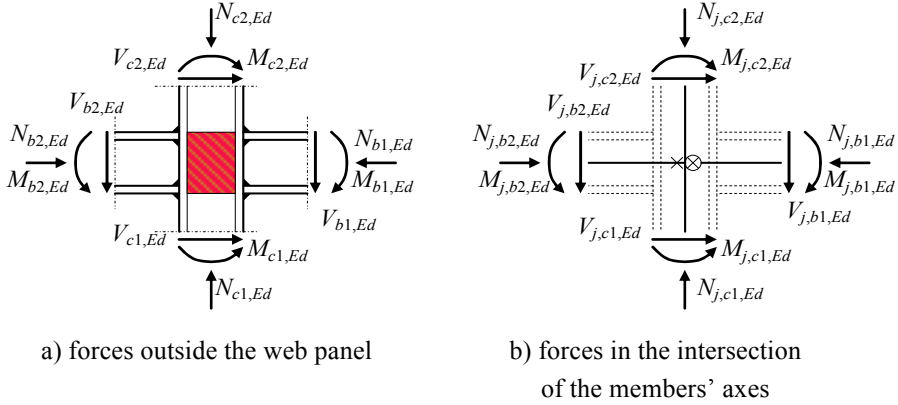 N_{c2,Ed}
V_{c2,Ed} M_{c2,Ed}
V_{b2,Ed}
N_{b2,Ed} N_{b1,Ed}
M_{b2,Ed} M_{b1,Ed}
V_{b1,Ed}
V_{c1,Ed} M_{c1,Ed}
N_{c1,Ed}
a) forces outside the web panel
N_{j,c2,Ed}
V_{j,c2,Ed} M_{j,c2,Ed}
V_{j,b2,Ed}
N_{j,b2,Ed} N_{j,b1,Ed}
M_{j,b2,Ed} M_{j,b1,Ed}
V_{j,b1,Ed}
V_{j,c1,Ed} M_{j,c1,Ed}
N_{j,c1,Ed}
b) forces in the intersection
of the members’ axes